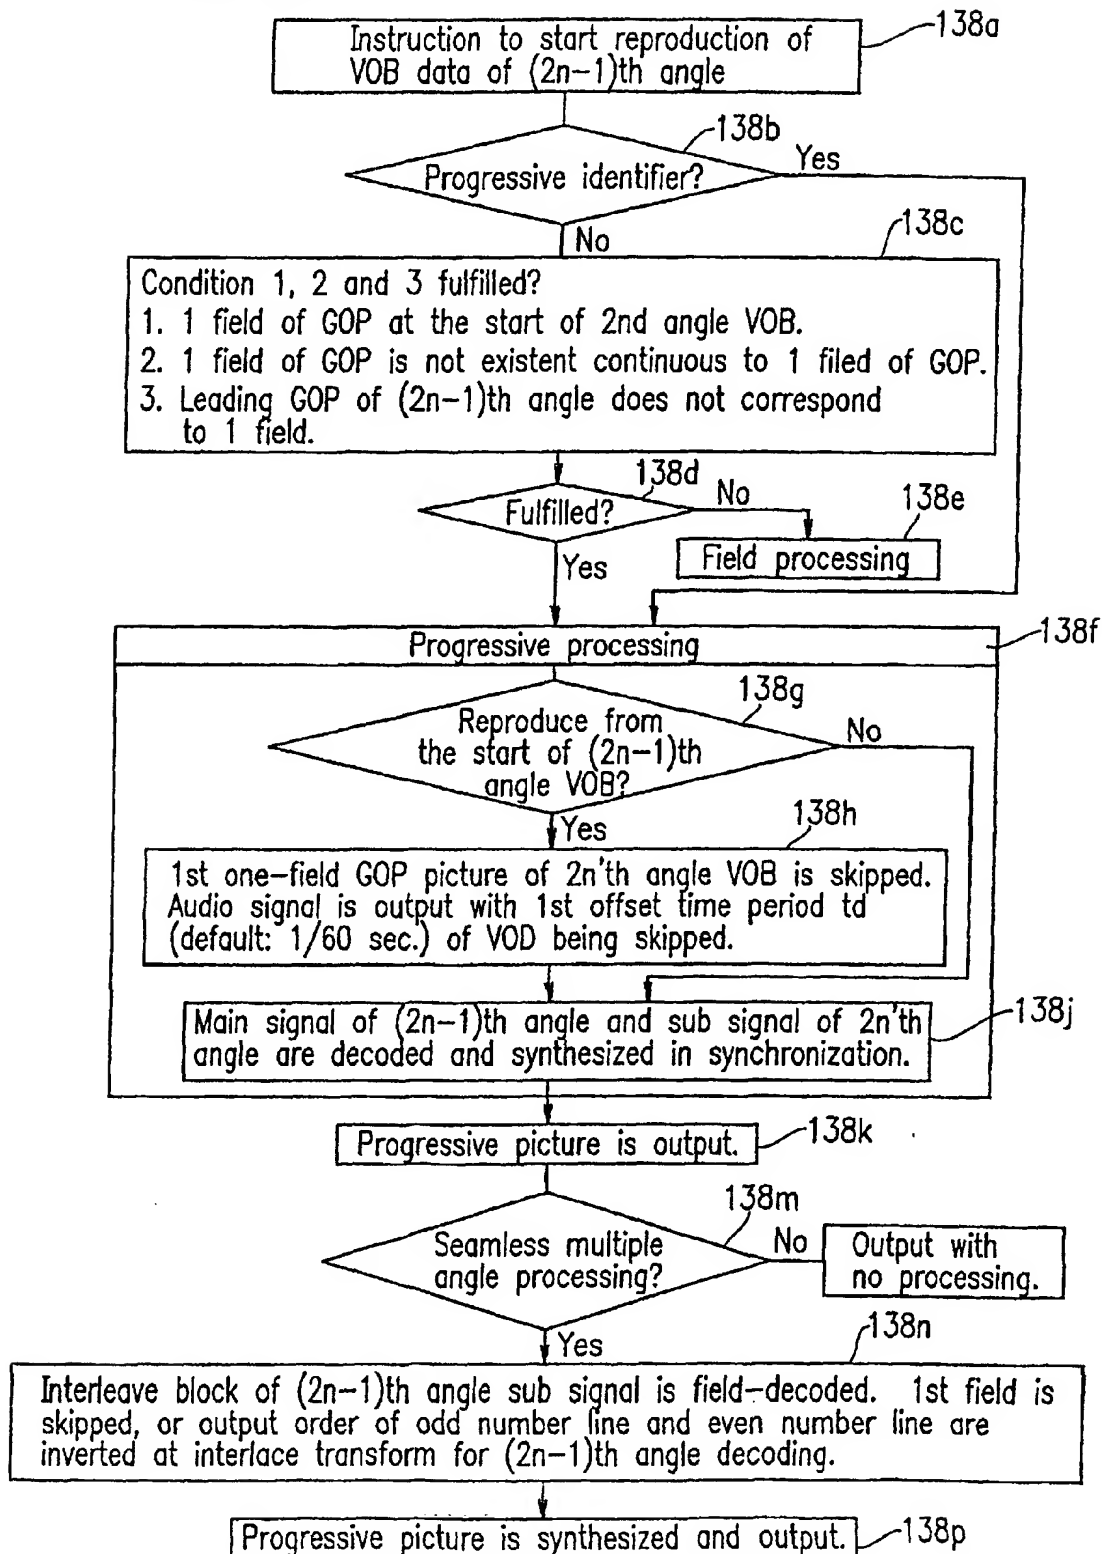 138a
Instruction to start reproduction of
VOB data of (2n-1)th angle
138b
Progressive identifier?
Yes
No
138c
Condition 1, 2 and 3 fulfilled?
1. 1 field of GOP at the start of 2nd angle VOB.
2. 1 field of GOP is not existent continuous to 1 filed of GOP.
3. Leading GOP of (2n-1)th angle does not correspond
to 1 field.
138d
Fulfilled?
No
138e
Field processing
Yes
Progressive processing
138f
138g
Reproduce from
the start of (2n-1)th
angle VOB?
No
Yes
138h
1st one-field GOP picture of 2n'th angle VOB is skipped.
Audio signal is output with 1st offset time period td
(default: 1/60 sec.) of VOD being skipped.
Main signal of (2n-1)th angle and sub signal of 2n'th
angle are decoded and synthesized in synchronization.
138j
Progressive picture is output.
138k
138m
Seamless multiple
angle processing?
No
Output with
no processing.
Yes
138n
Interleave block of (2n-1)th angle sub signal is field-decoded. 1st field is
skipped, or output order of odd number line and even number line are
inverted at interlace transform for (2n-1)th angle decoding.
Progressive picture is synthesized and output.
138p